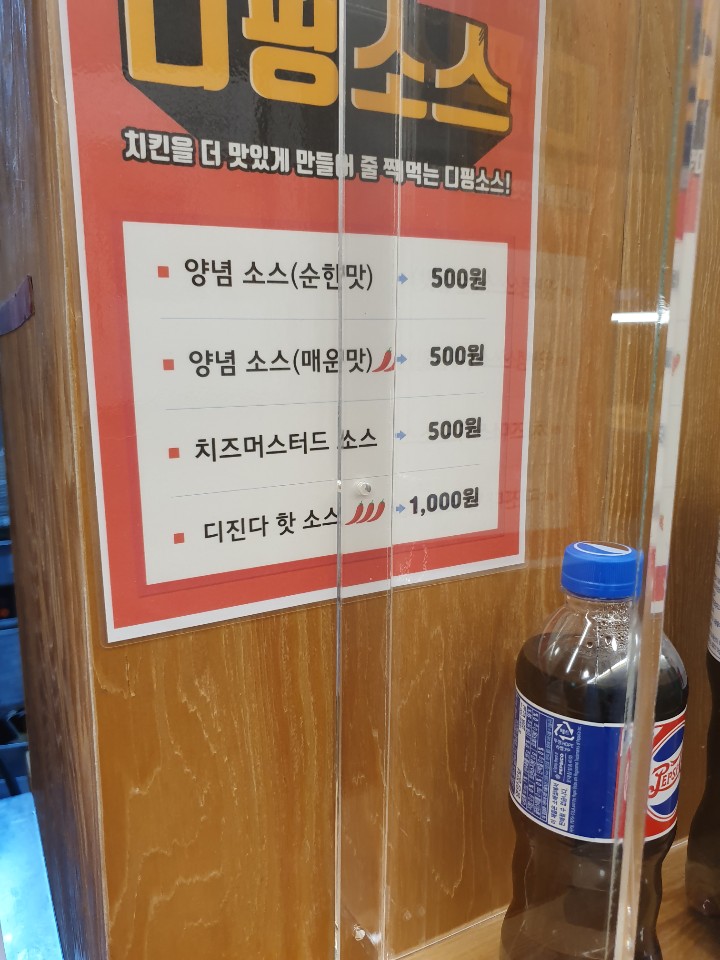 디핑소스
치킨을 더 맛있게 만들어 줄 찍먹는 디핑소스!
양념 소스(순한맛) 500원
양념 소스(매운맛) 500원
치즈머스터드 소스 500원
디진다 핫 소스 1,000원
PEPSI